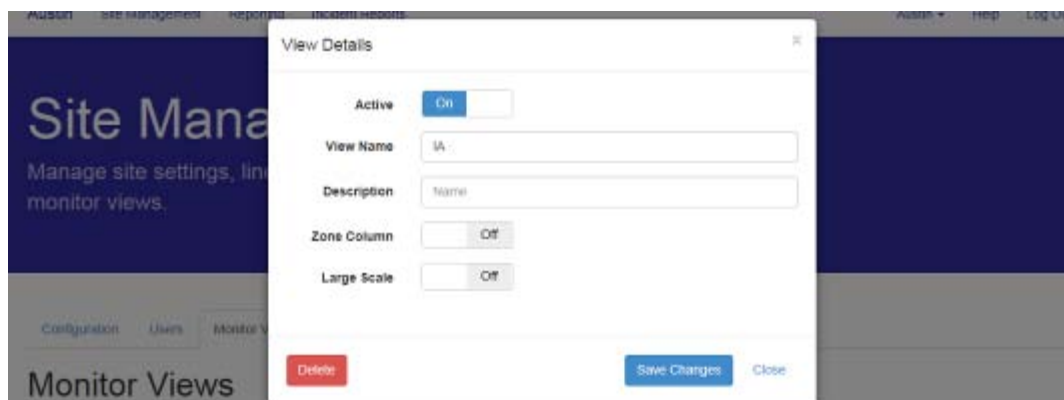 Austin Site Management Reporting Incident Reports Austin Help Log
View Details
×
Active On
Site Mana
View Name IA
Manage site settings, lin
Description Name
monitor views.
Zone Column Off
Large Scale Off
Configuration Users Monitor V
Delete Save Changes Close
Monitor Views